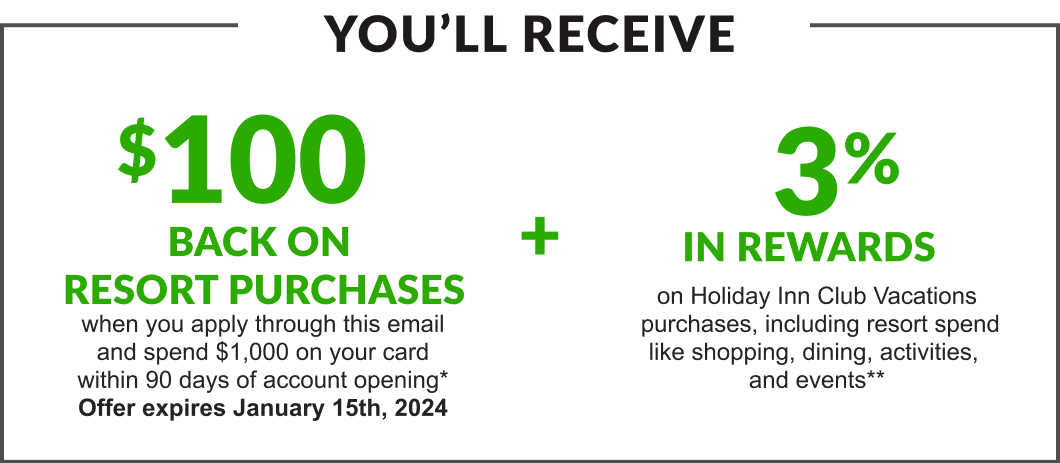 YOU’LL RECEIVE
$100
BACK ON
RESORT PURCHASES
when you apply through this email
and spend $1,000 on your card
within 90 days of account opening*
Offer expires January 15th, 2024
+
3%
IN REWARDS
on Holiday Inn Club Vacations
purchases, including resort spend
like shopping, dining, activities,
and events**